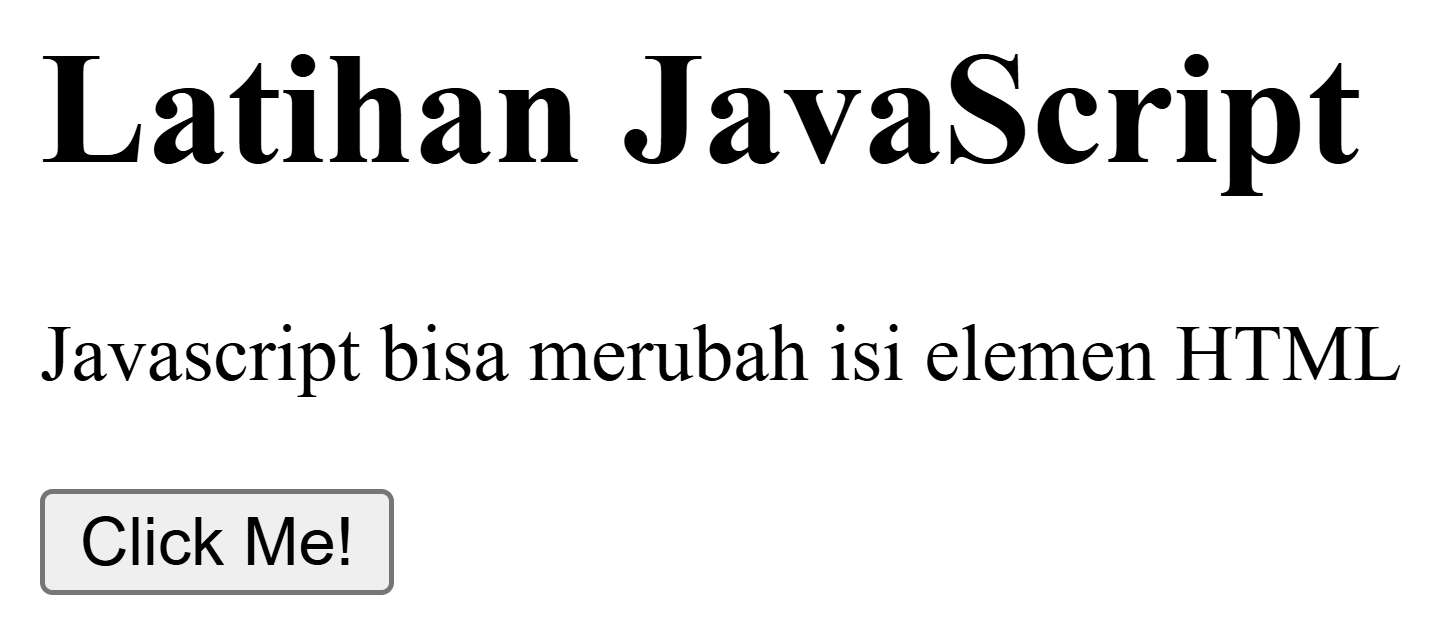 Latihan JavaScript
Javascript bisa merubah isi elemen HTML
Click Me!